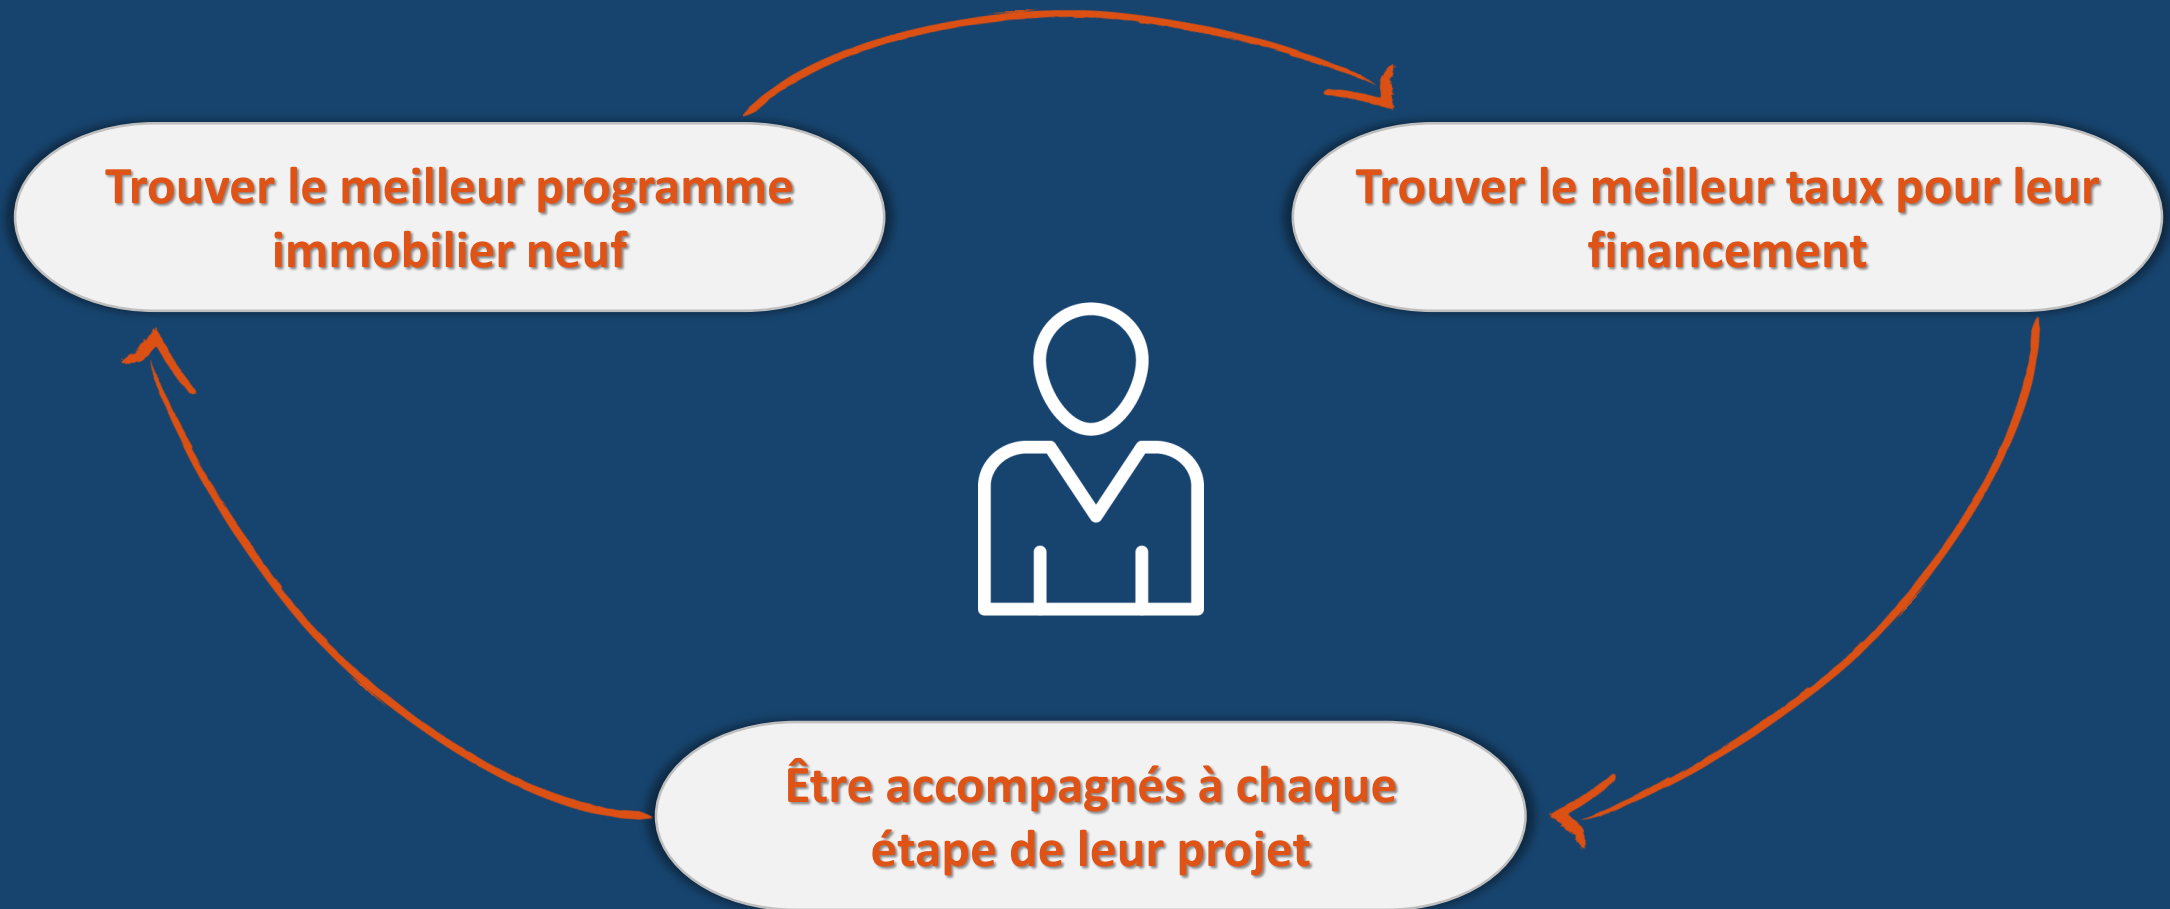 Trouver le meilleur programme
immobilier neuf
Trouver le meilleur taux pour leur
financement
Être accompagnés à chaque
étape de leur projet